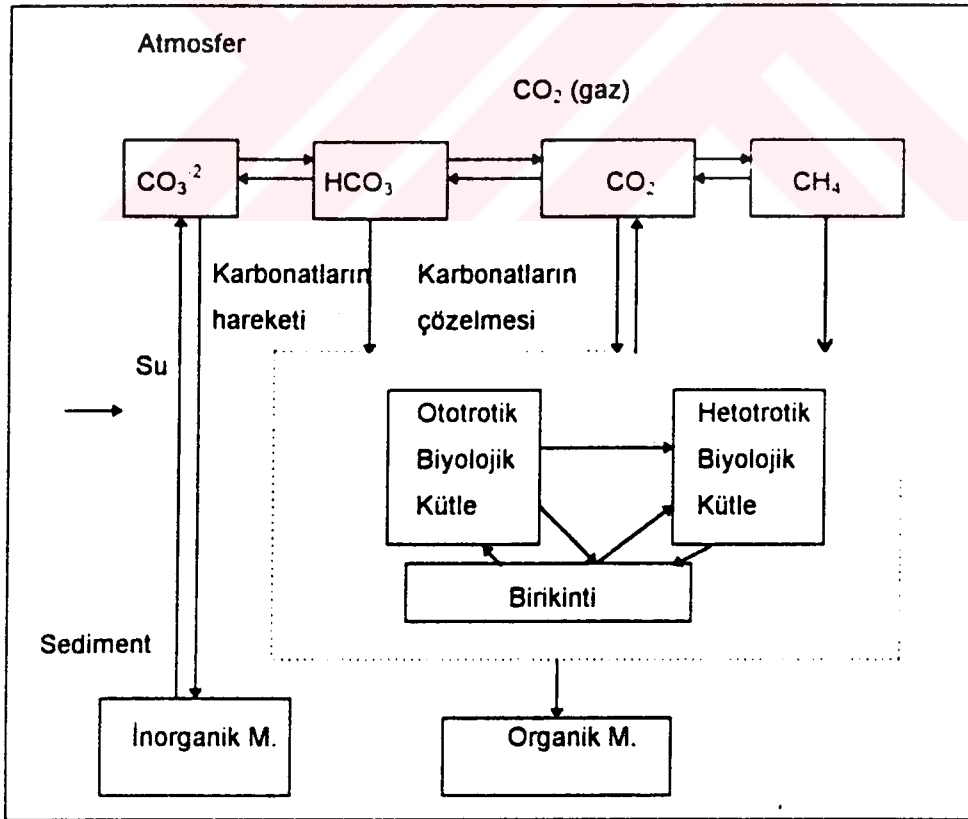 Atmosfer
CO₂ (gaz)
CO₃⁻²
HCO₃
CO₂
CH₄
Karbonatların
hareketi
Karbonatların
çözelmesi
Su
Ototrotik
Biyolojik
Kütle
Hetotrotik
Biyolojik
Kütle
Birikinti
Sediment
İnorganik M.
Organik M.